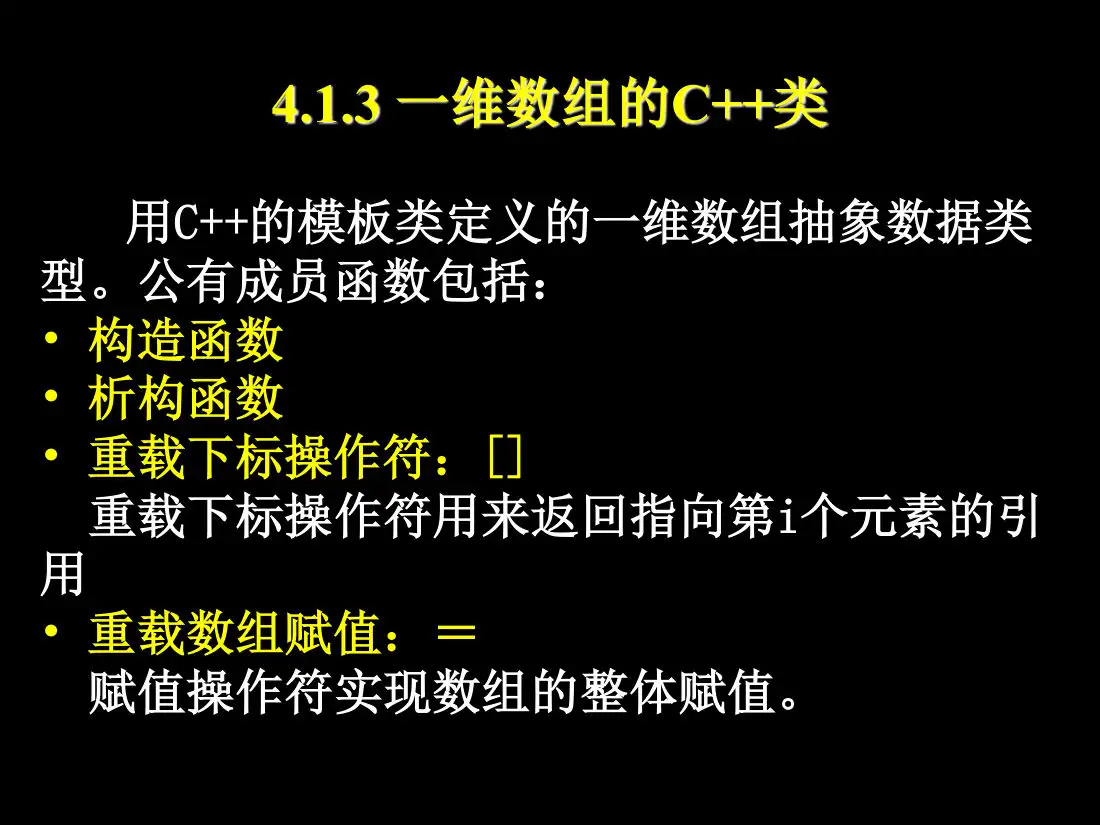 4.1.3 一维数组的C++类
用C++的模板类定义的一维数组抽象数据类
型。公有成员函数包括：
• 构造函数
• 析构函数
• 重载下标操作符：[]
重载下标操作符用来返回指向第i个元素的引
用
• 重载数组赋值：＝
赋值操作符实现数组的整体赋值。